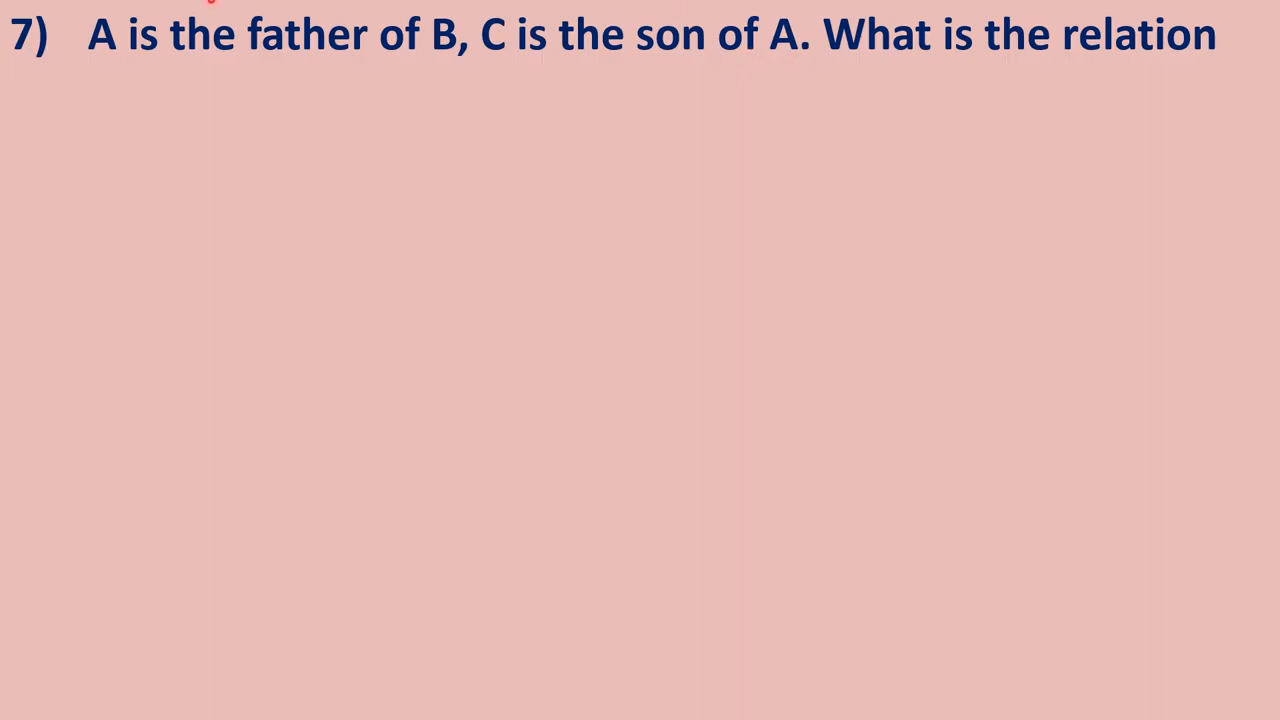 7) A is the father of B, C is the son of A. What is the relation